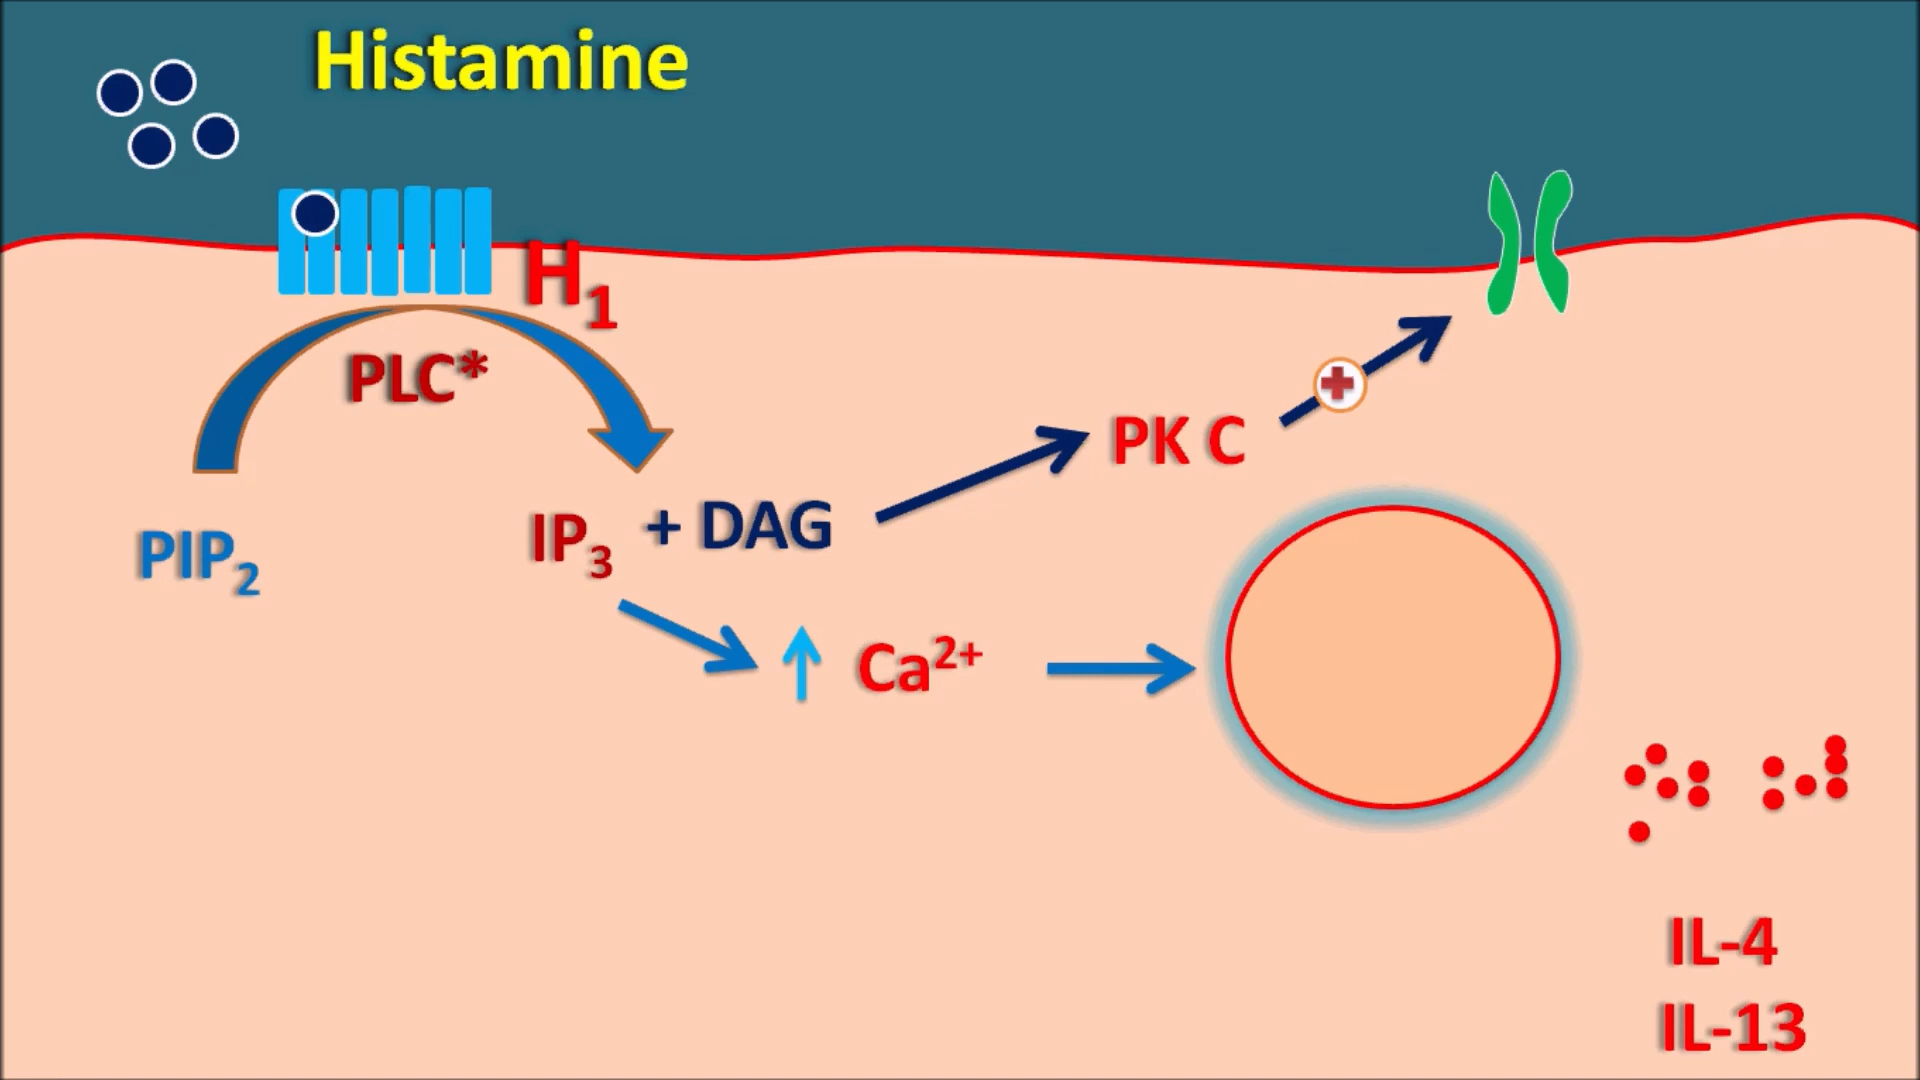 Histamine
H₁
PLC*
PK C
PIP₂
IP₃ + DAG
↑ Ca²⁺
IL-4
IL-13